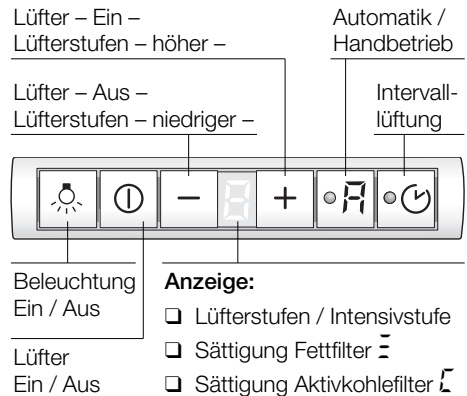 Lüfter – Ein –
Lüfterstufen – höher –
Automatik /
Handbetrieb
Lüfter – Aus –
Lüfterstufen – niedriger –
Intervall-
lüftung
A
Beleuchtung
Ein / Aus
Lüfter
Ein / Aus
Anzeige:
❑ Lüfterstufen / Intensivstufe
❑ Sättigung Fettfilter
❑ Sättigung Aktivkohlefilter